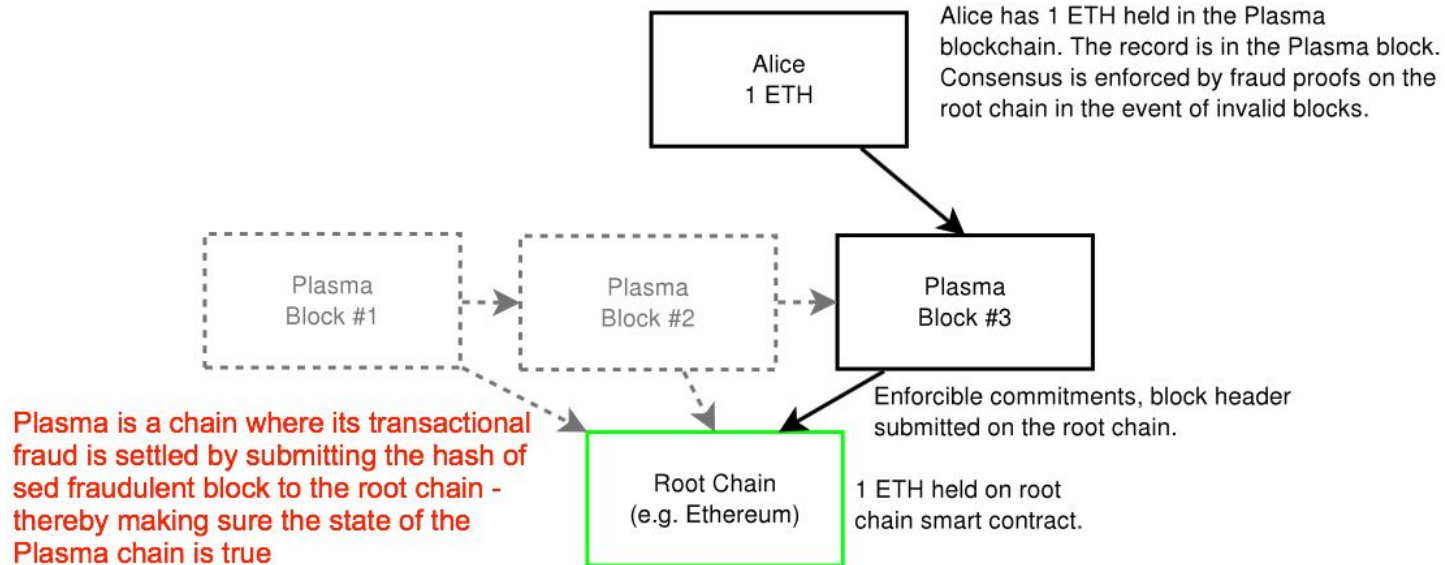 Alice has 1 ETH held in the Plasma
blockchain. The record is in the Plasma block.
Consensus is enforced by fraud proofs on the
root chain in the event of invalid blocks.
Alice
1 ETH
Plasma
Block #1
Plasma
Block #2
Plasma
Block #3
Enforcible commitments, block header
submitted on the root chain.
Plasma is a chain where its transactional
fraud is settled by submitting the hash of
sed fraudulent block to the root chain -
thereby making sure the state of the
Plasma chain is true
Root Chain
(e.g. Ethereum)
1 ETH held on root
chain smart contract.